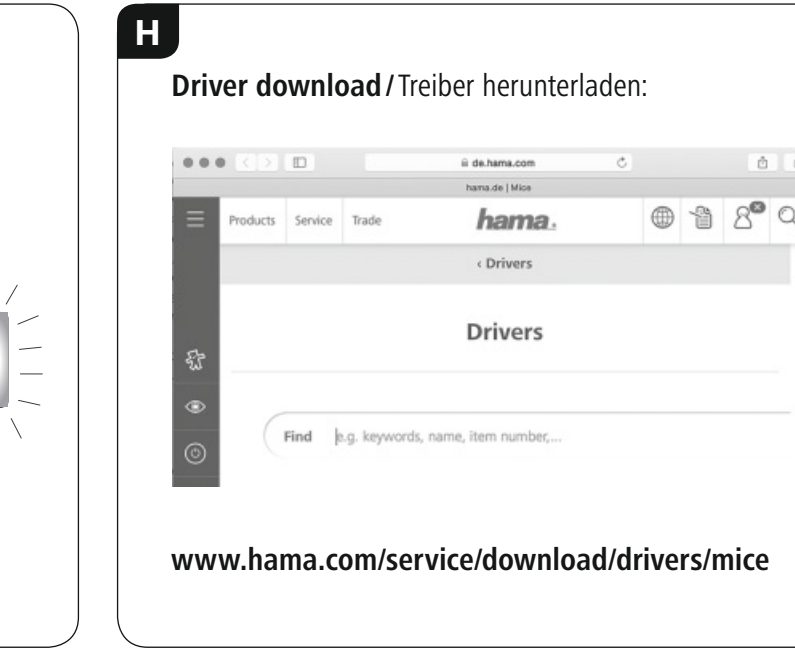 H
Driver download / Treiber herunterladen:
de.hama.com
hama.de | Mice
Products Service Trade hama.
‹ Drivers
Drivers
Find e.g. keywords, name, item number,...
www.hama.com/service/download/drivers/mice